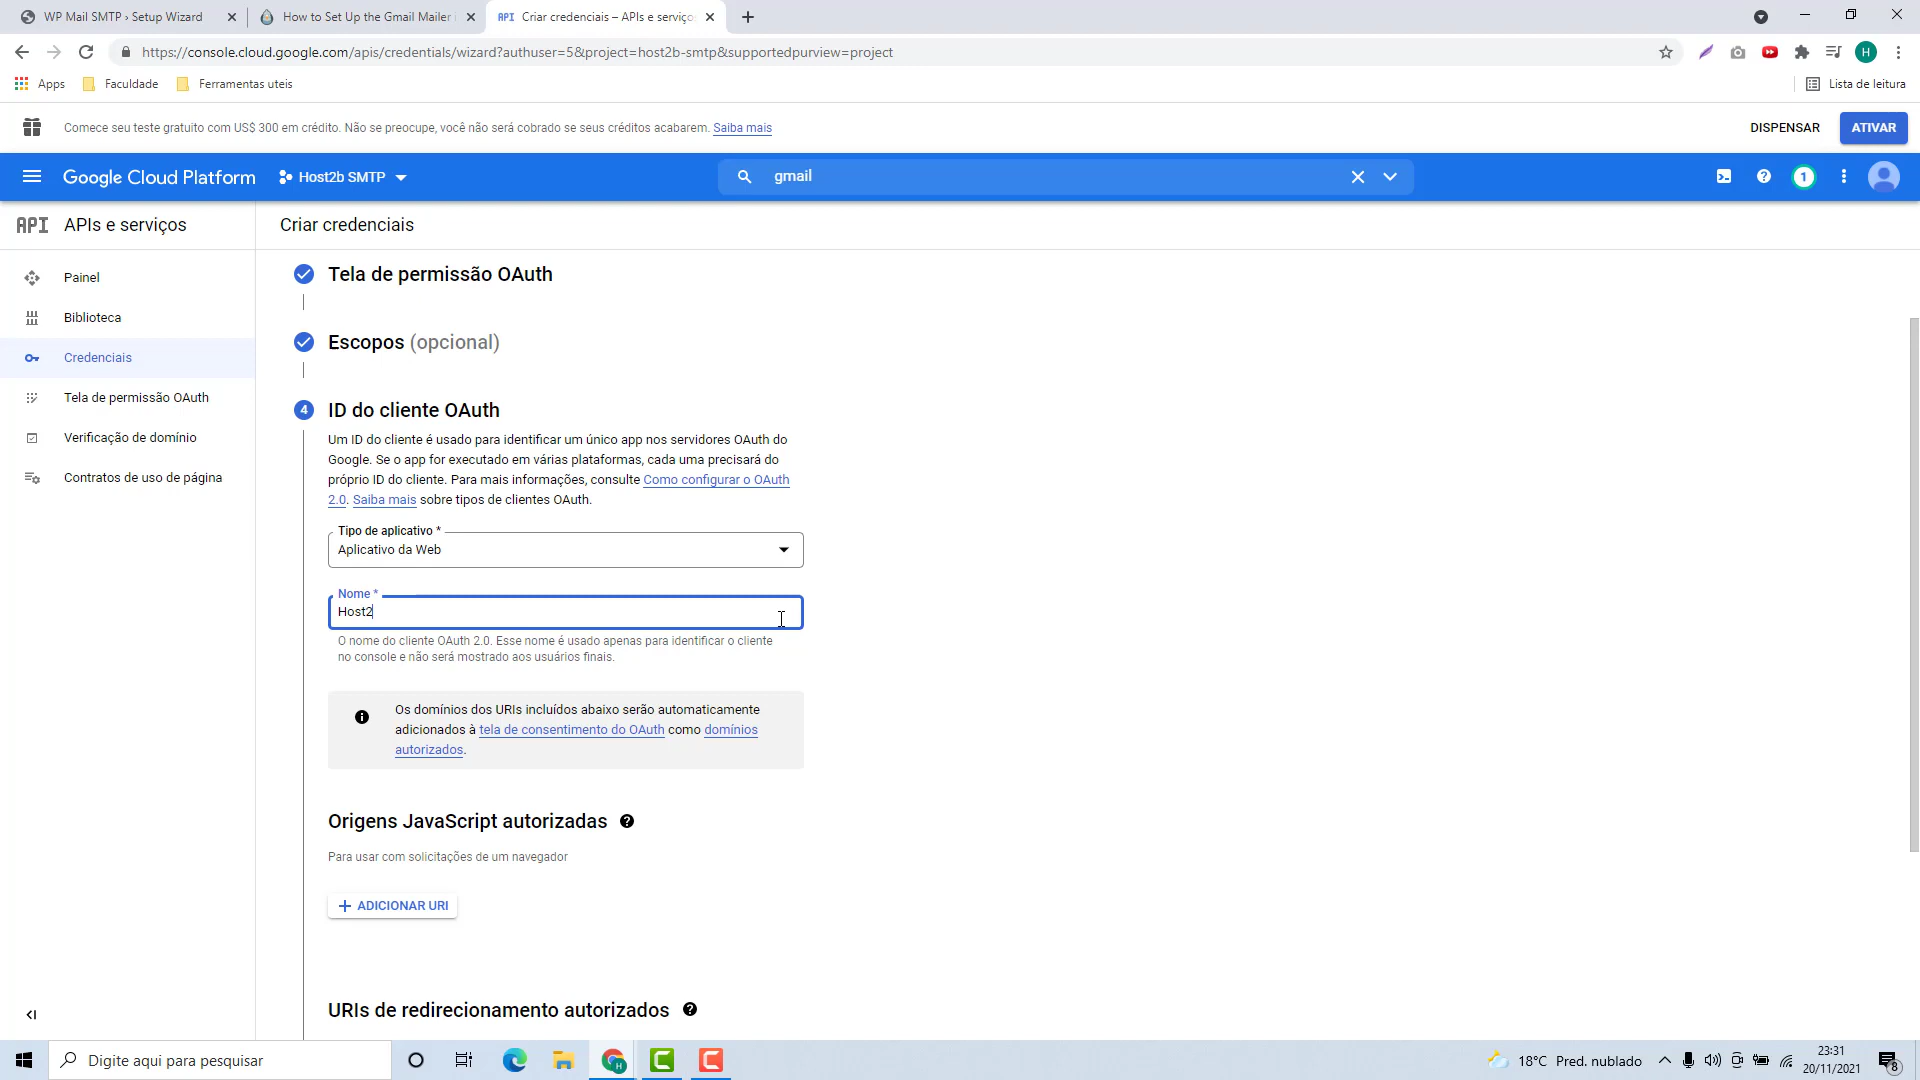 WP Mail SMTP › Setup Wizard
How to Set Up the Gmail Mailer
API Criar credenciais – APIs e serviços
https://console.cloud.google.com/apis/credentials/wizard?authuser=5&project=host2b-smtp&supportedpurview=project
H
Apps
Faculdade
Ferramentas uteis
Lista de leitura
Comece seu teste gratuito com US$ 300 em crédito. Não se preocupe, você não será cobrado se seus créditos acabarem. Saiba mais
DISPENSAR
ATIVAR
Google Cloud Platform
Host2b SMTP
gmail
1
API APIs e serviços
Criar credenciais
Painel
Biblioteca
Credenciais
Tela de permissão OAuth
Verificação de domínio
Contratos de uso de página
Tela de permissão OAuth
Escopos (opcional)
4 ID do cliente OAuth
Um ID do cliente é usado para identificar um único app nos servidores OAuth do
Google. Se o app for executado em várias plataformas, cada uma precisará do
próprio ID do cliente. Para mais informações, consulte Como configurar o OAuth
2.0. Saiba mais sobre tipos de clientes OAuth.
Tipo de aplicativo *
Aplicativo da Web
Nome *
Host2
O nome do cliente OAuth 2.0. Esse nome é usado apenas para identificar o cliente
no console e não será mostrado aos usuários finais.
Os domínios dos URIs incluídos abaixo serão automaticamente
adicionados à tela de consentimento do OAuth como domínios
autorizados.
Origens JavaScript autorizadas
Para usar com solicitações de um navegador
+ ADICIONAR URI
URIs de redirecionamento autorizados
Digite aqui para pesquisar
18°C Pred. nublado
23:31
20/11/2021
8